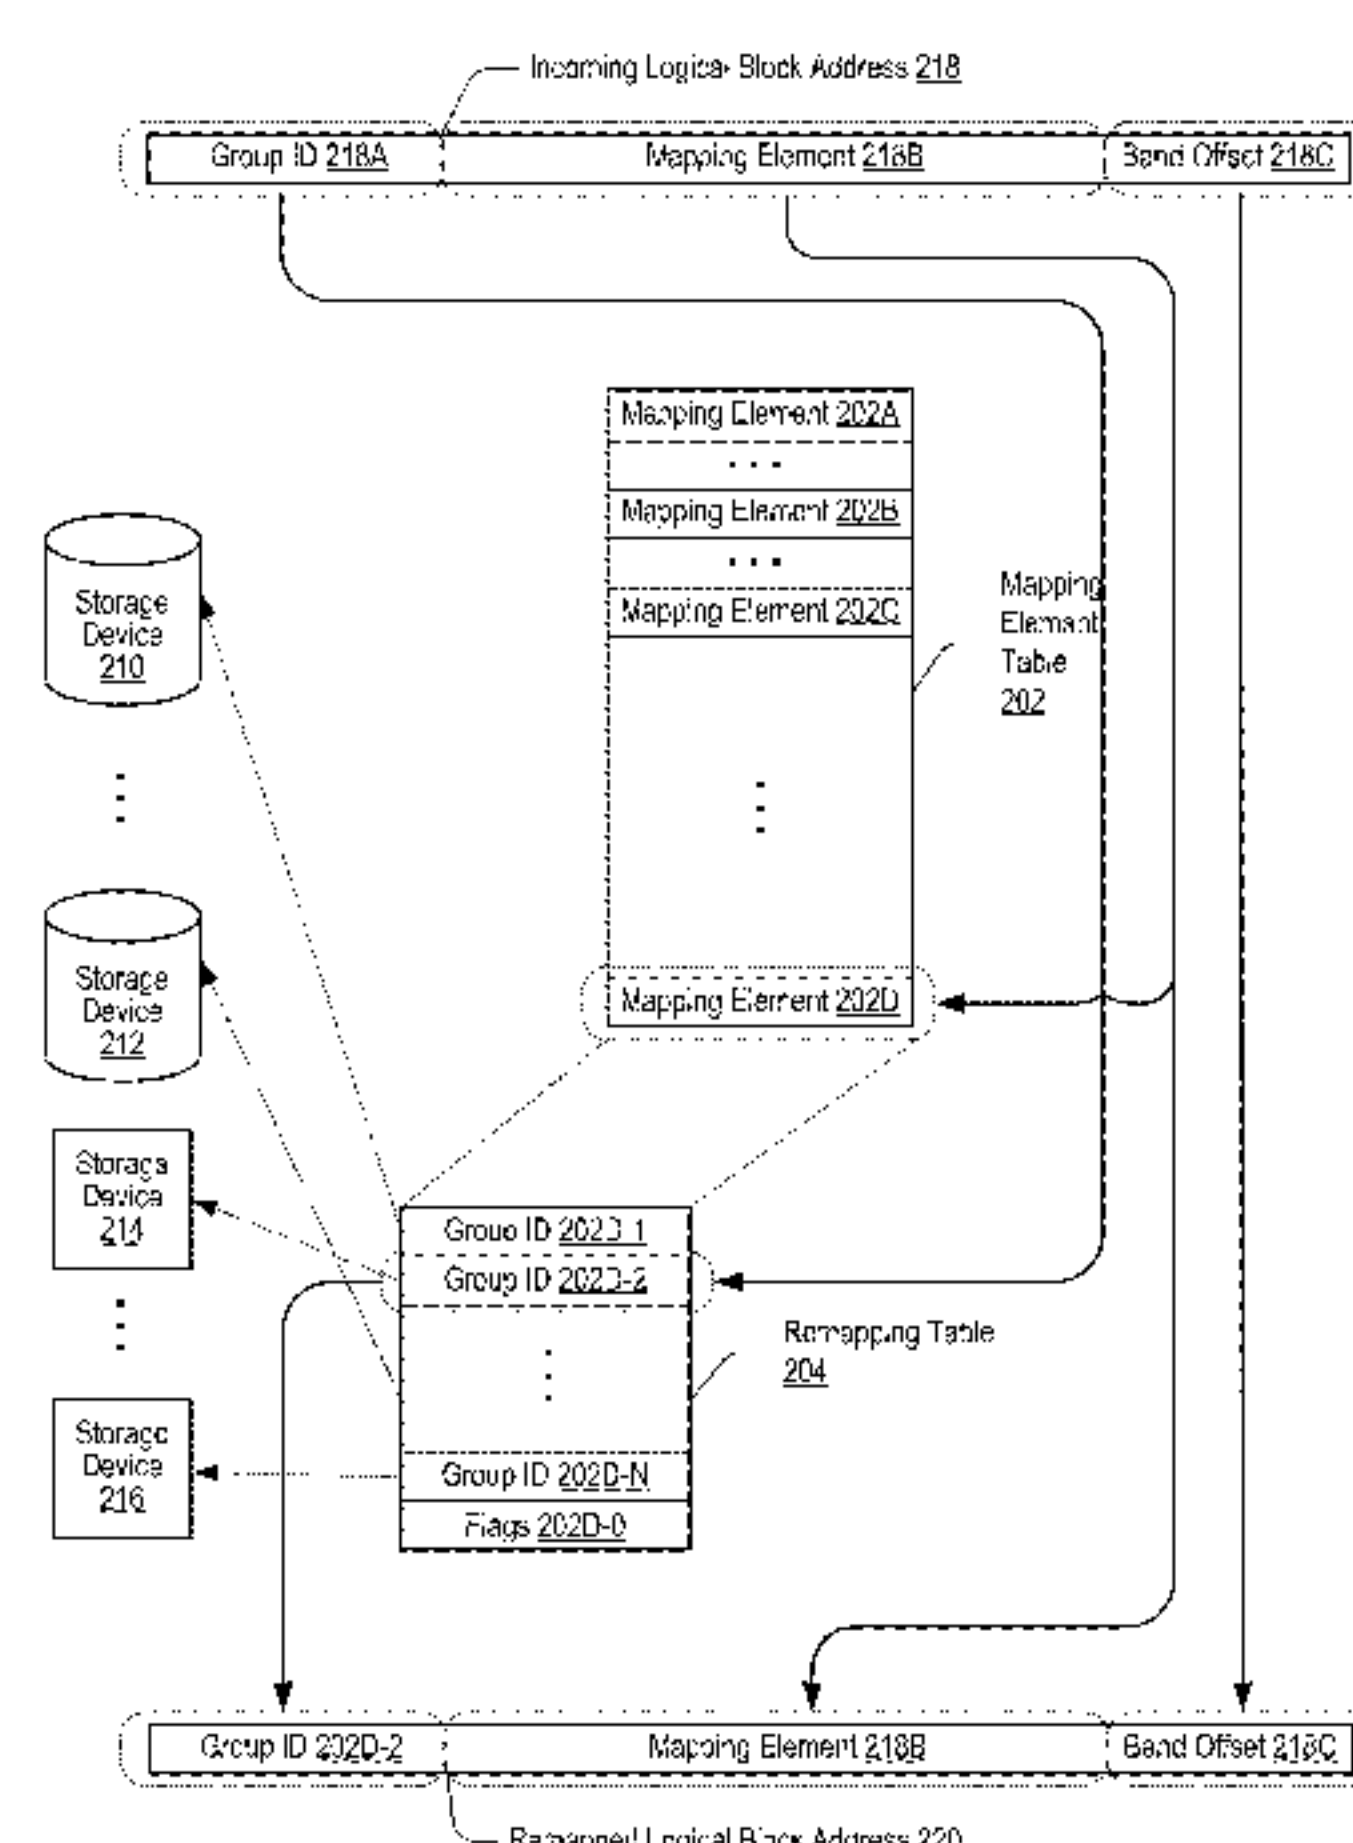 Incoming Logical Block Address 218
Group ID 218A
Mapping Element 218B
Band Offset 218C
Mapping Element 202A
...
Mapping Element 202B
...
Mapping Element 202C
Mapping
Element
Table
202
Mapping Element 202D
Storage
Device
210
Storage
Device
212
Storage
Device
214
Storage
Device
216
Group ID 202D-1
Group ID 202D-2
Group ID 202D-N
Flags 202D-0
Remapping Table
204
Group ID 202D-2
Mapping Element 218B
Band Offset 218C
Remapped Logical Block Address 220